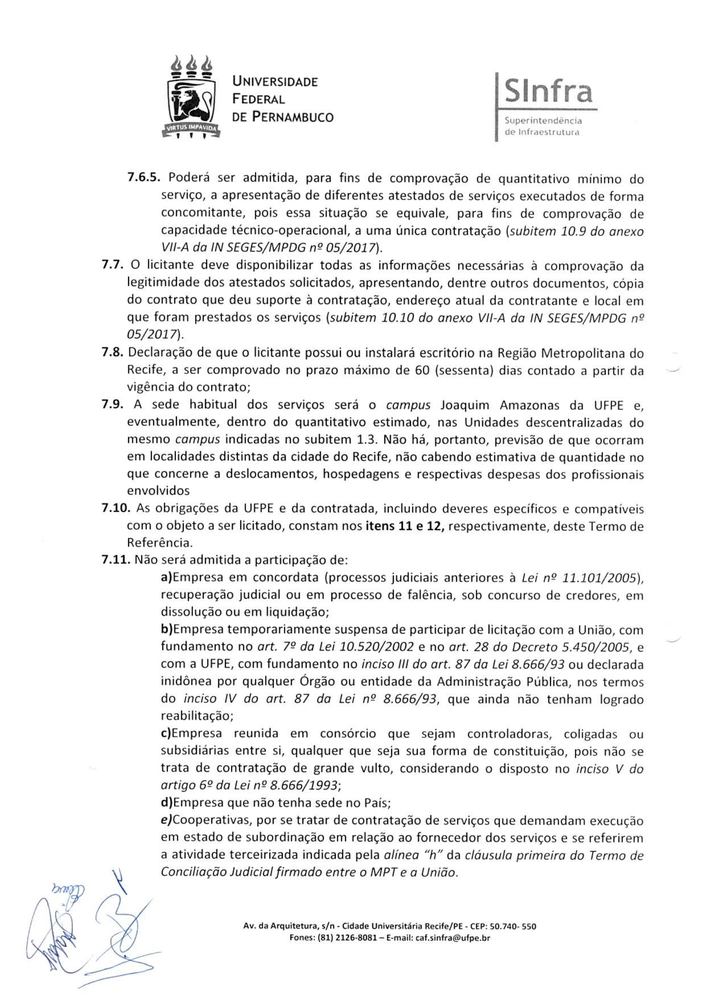 UNIVERSIDADE
FEDERAL
DE PERNAMBUCO
VIRTUS IMPAVIDA
SInfra
Superintendência
de Infraestrutura
7.6.5. Poderá ser admitida, para fins de comprovação de quantitativo mínimo do
serviço, a apresentação de diferentes atestados de serviços executados de forma
concomitante, pois essa situação se equivale, para fins de comprovação de
capacidade técnico-operacional, a uma única contratação (subitem 10.9 do anexo
VII-A da IN SEGES/MPDG nº 05/2017).
7.7. O licitante deve disponibilizar todas as informações necessárias à comprovação da
legitimidade dos atestados solicitados, apresentando, dentre outros documentos, cópia
do contrato que deu suporte à contratação, endereço atual da contratante e local em
que foram prestados os serviços (subitem 10.10 do anexo VII-A da IN SEGES/MPDG nº
05/2017).
7.8. Declaração de que o licitante possui ou instalará escritório na Região Metropolitana do
Recife, a ser comprovado no prazo máximo de 60 (sessenta) dias contado a partir da
vigência do contrato;
7.9. A sede habitual dos serviços será o campus Joaquim Amazonas da UFPE e,
eventualmente, dentro do quantitativo estimado, nas Unidades descentralizadas do
mesmo campus indicadas no subitem 1.3. Não há, portanto, previsão de que ocorram
em localidades distintas da cidade do Recife, não cabendo estimativa de quantidade no
que concerne a deslocamentos, hospedagens e respectivas despesas dos profissionais
envolvidos
7.10. As obrigações da UFPE e da contratada, incluindo deveres específicos e compatíveis
com o objeto a ser licitado, constam nos itens 11 e 12, respectivamente, deste Termo de
Referência.
7.11. Não será admitida a participação de:
a)Empresa em concordata (processos judiciais anteriores à Lei nº 11.101/2005),
recuperação judicial ou em processo de falência, sob concurso de credores, em
dissolução ou em liquidação;
b)Empresa temporariamente suspensa de participar de licitação com a União, com
fundamento no art. 7º da Lei 10.520/2002 e no art. 28 do Decreto 5.450/2005, e
com a UFPE, com fundamento no inciso III do art. 87 da Lei 8.666/93 ou declarada
inidônea por qualquer Órgão ou entidade da Administração Pública, nos termos
do inciso IV do art. 87 da Lei nº 8.666/93, que ainda não tenham logrado
reabilitação;
c)Empresa reunida em consórcio que sejam controladoras, coligadas ou
subsidiárias entre si, qualquer que seja sua forma de constituição, pois não se
trata de contratação de grande vulto, considerando o disposto no inciso V do
artigo 6º da Lei nº 8.666/1993;
d)Empresa que não tenha sede no País;
e)Cooperativas, por se tratar de contratação de serviços que demandam execução
em estado de subordinação em relação ao fornecedor dos serviços e se referirem
a atividade terceirizada indicada pela alínea “h” da cláusula primeira do Termo de
Conciliação Judicial firmado entre o MPT e a União.
Av. da Arquitetura, s/n - Cidade Universitária Recife/PE - CEP: 50.740- 550
Fones: (81) 2126-8081 – E-mail: caf.sinfra@ufpe.br